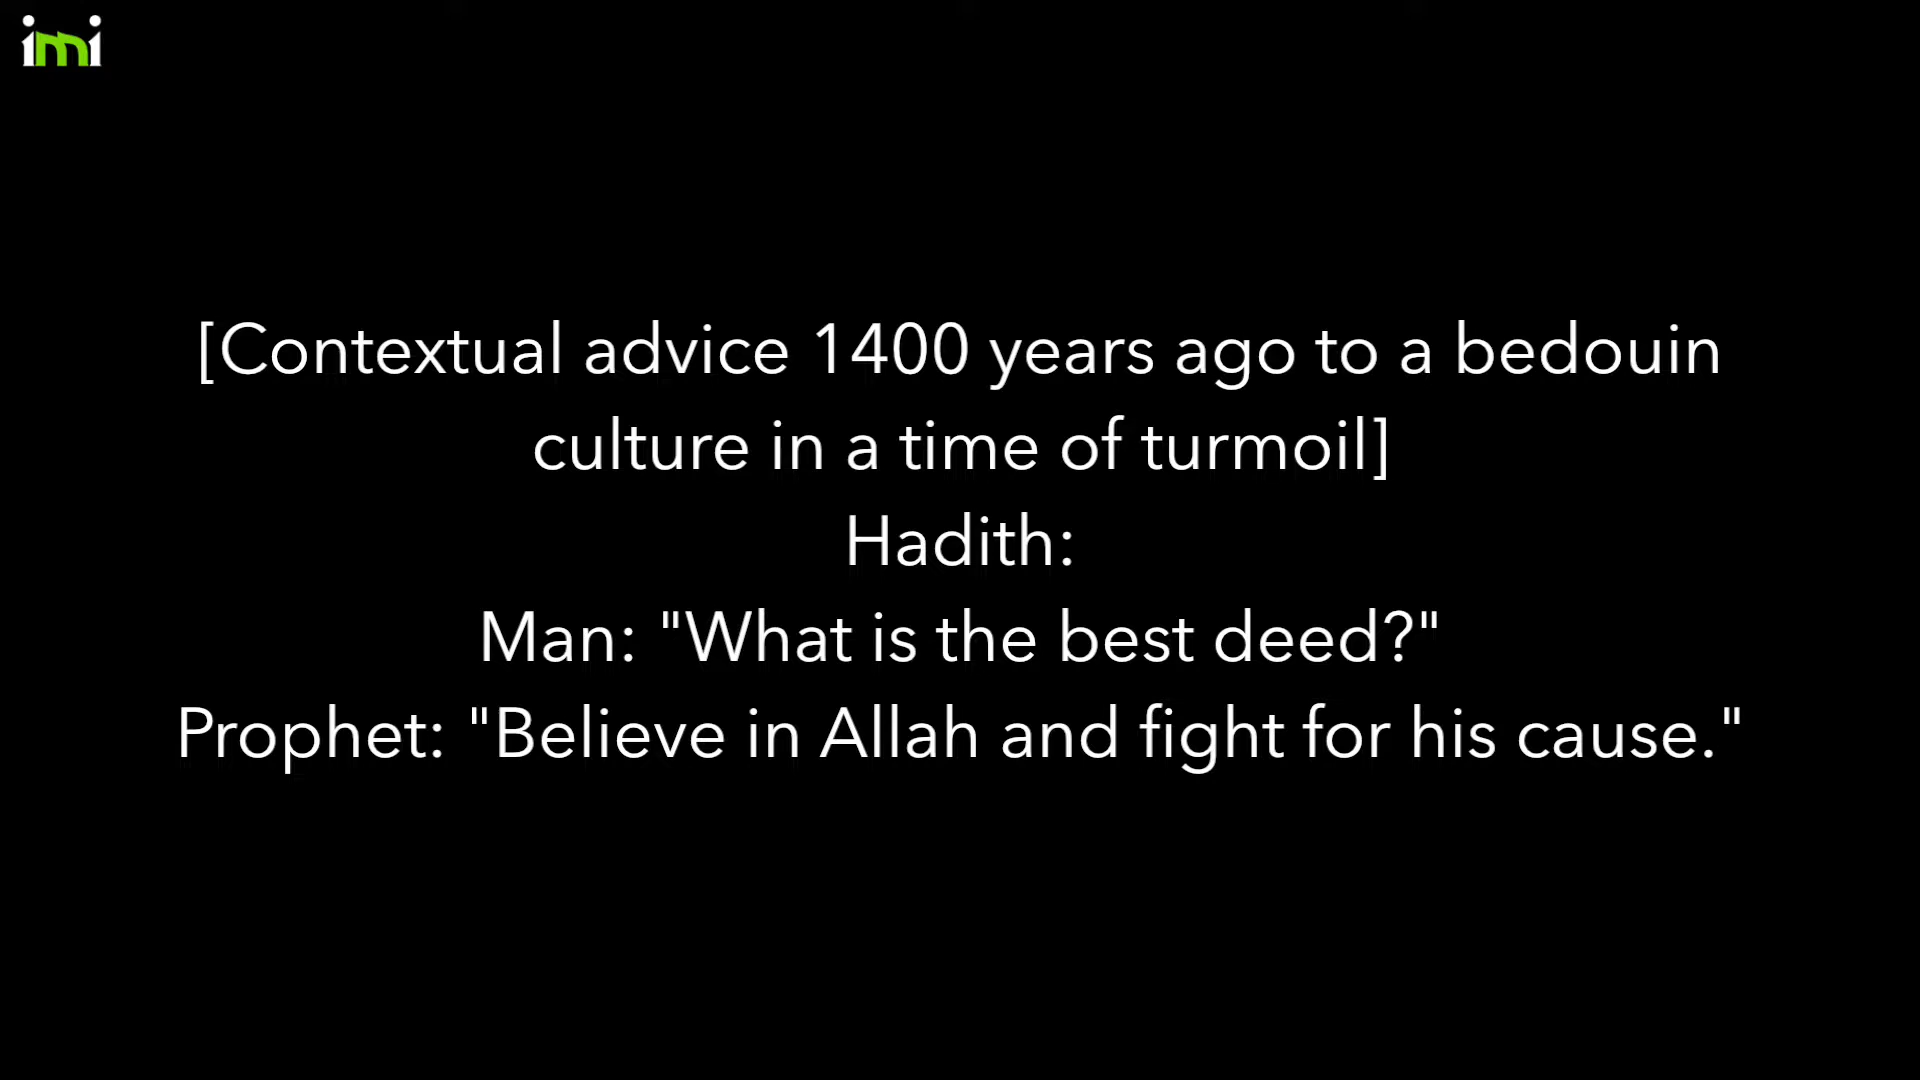 imi
[Contextual advice 1400 years ago to a bedouin
culture in a time of turmoil]
Hadith:
Man: "What is the best deed?"
Prophet: "Believe in Allah and fight for his cause."